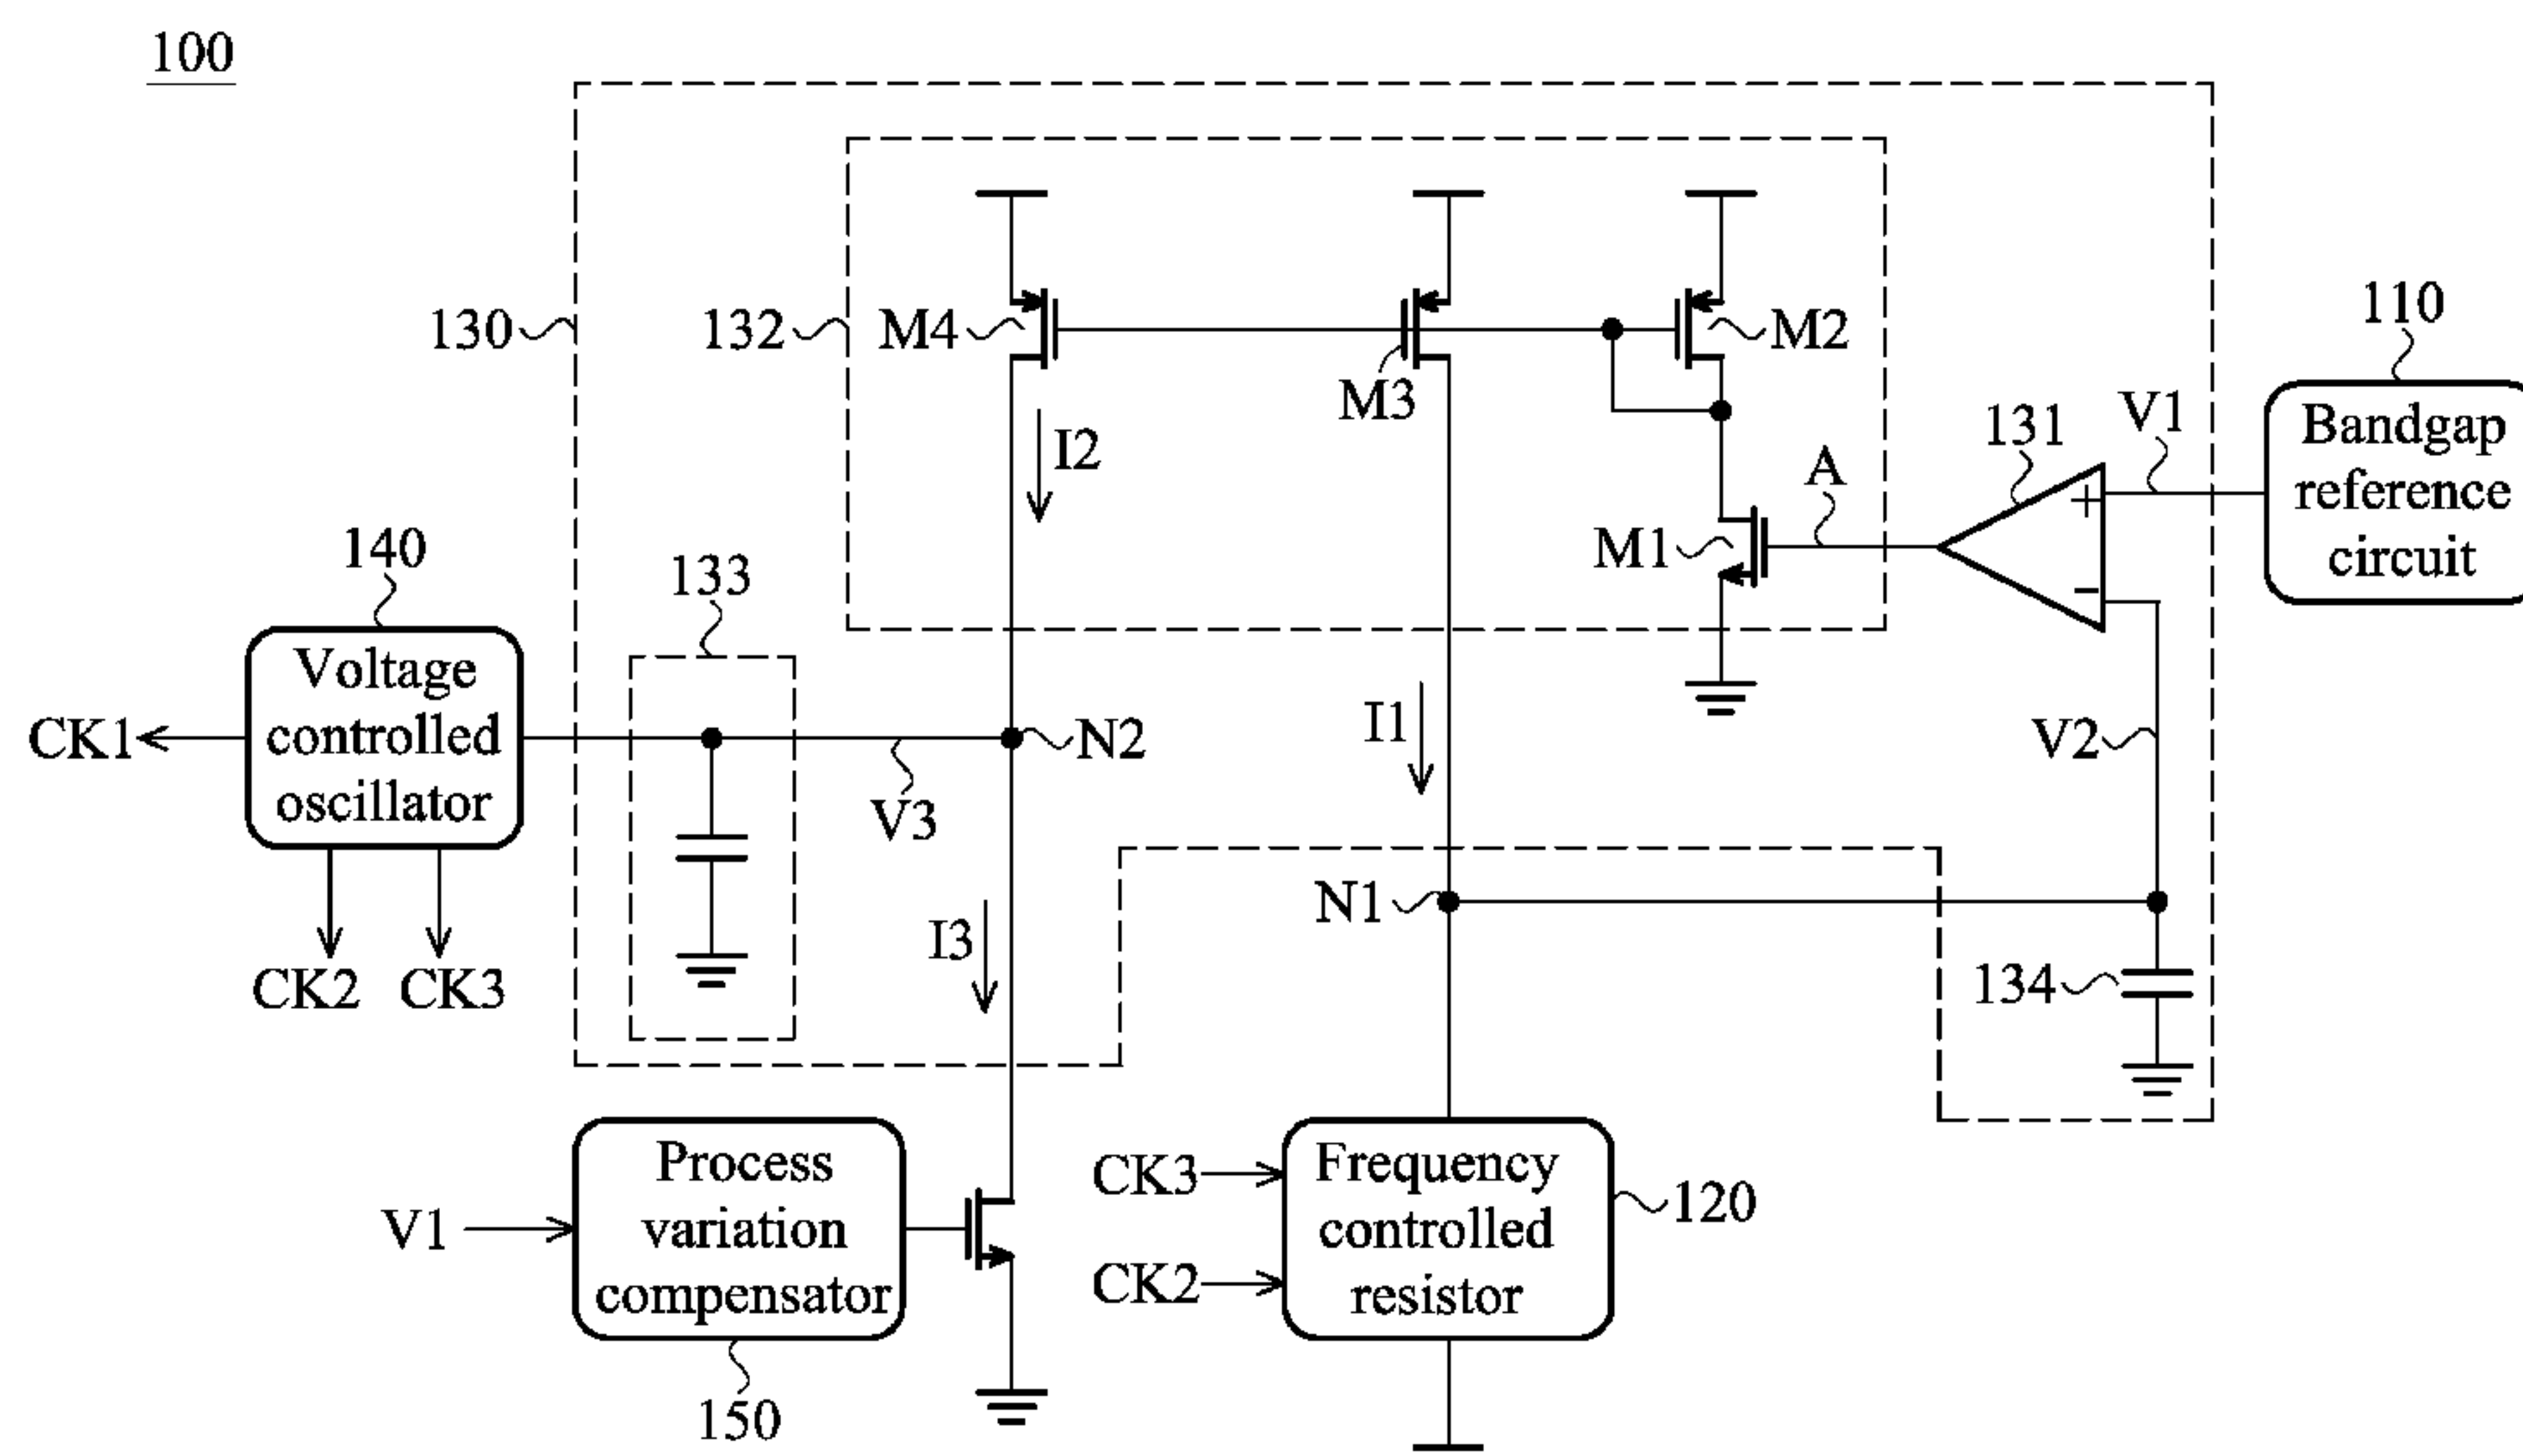 100
110
130
132
M4
M3
M2
V1
Bandgap
reference
circuit
131
I2
A
M1
+
−
140
133
Voltage
controlled
oscillator
CK1
N2
V3
I1
V2
CK2
CK3
I3
N1
134
V1
Process
variation
compensator
150
CK3
CK2
Frequency
controlled
resistor
120